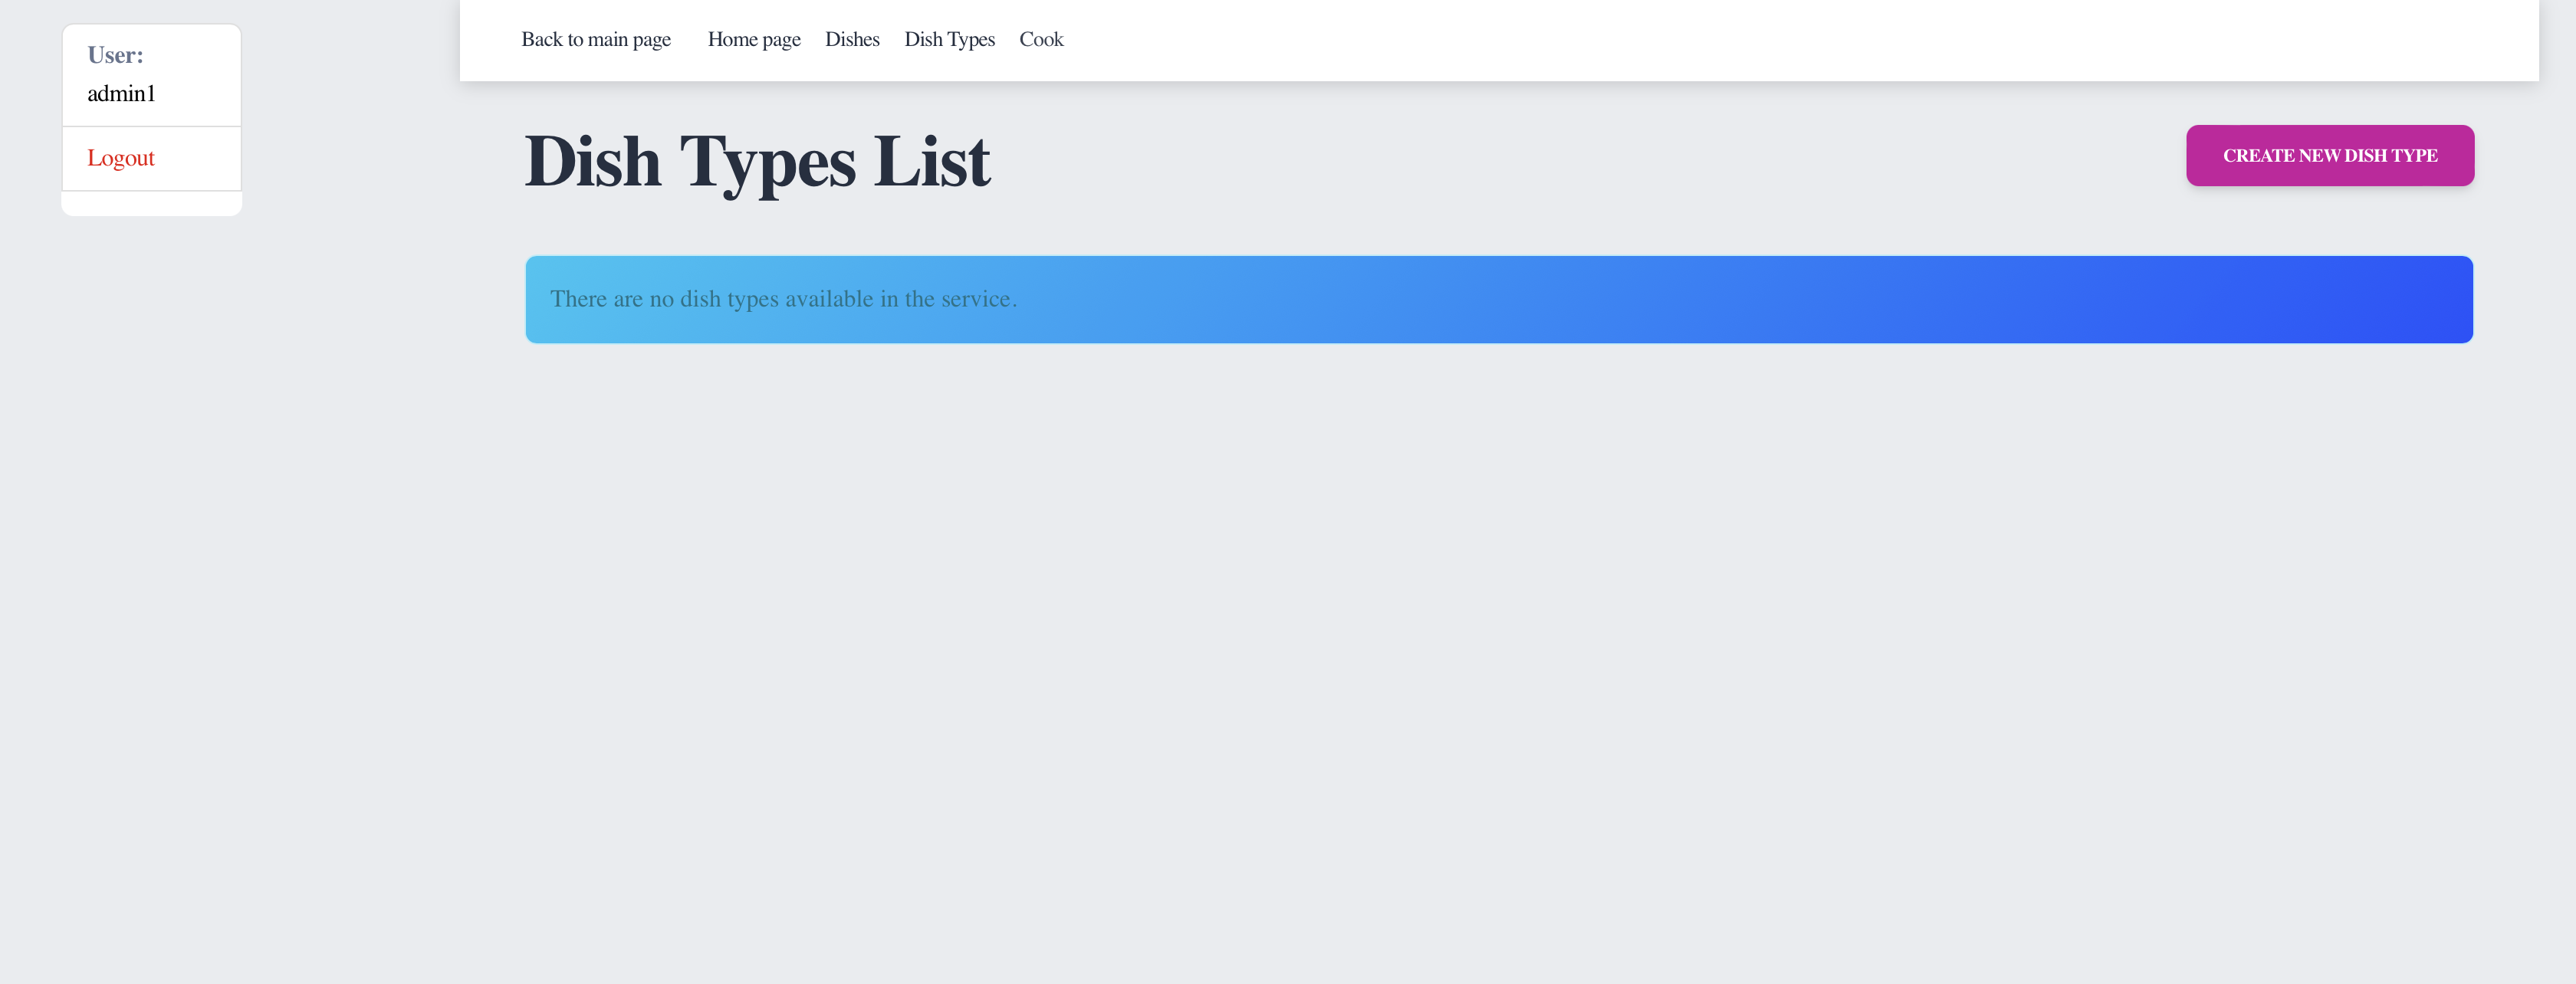 User:
admin1
Logout
Back to main page Home page Dishes Dish Types Cook
Dish Types List
CREATE NEW DISH TYPE
There are no dish types available in the service.